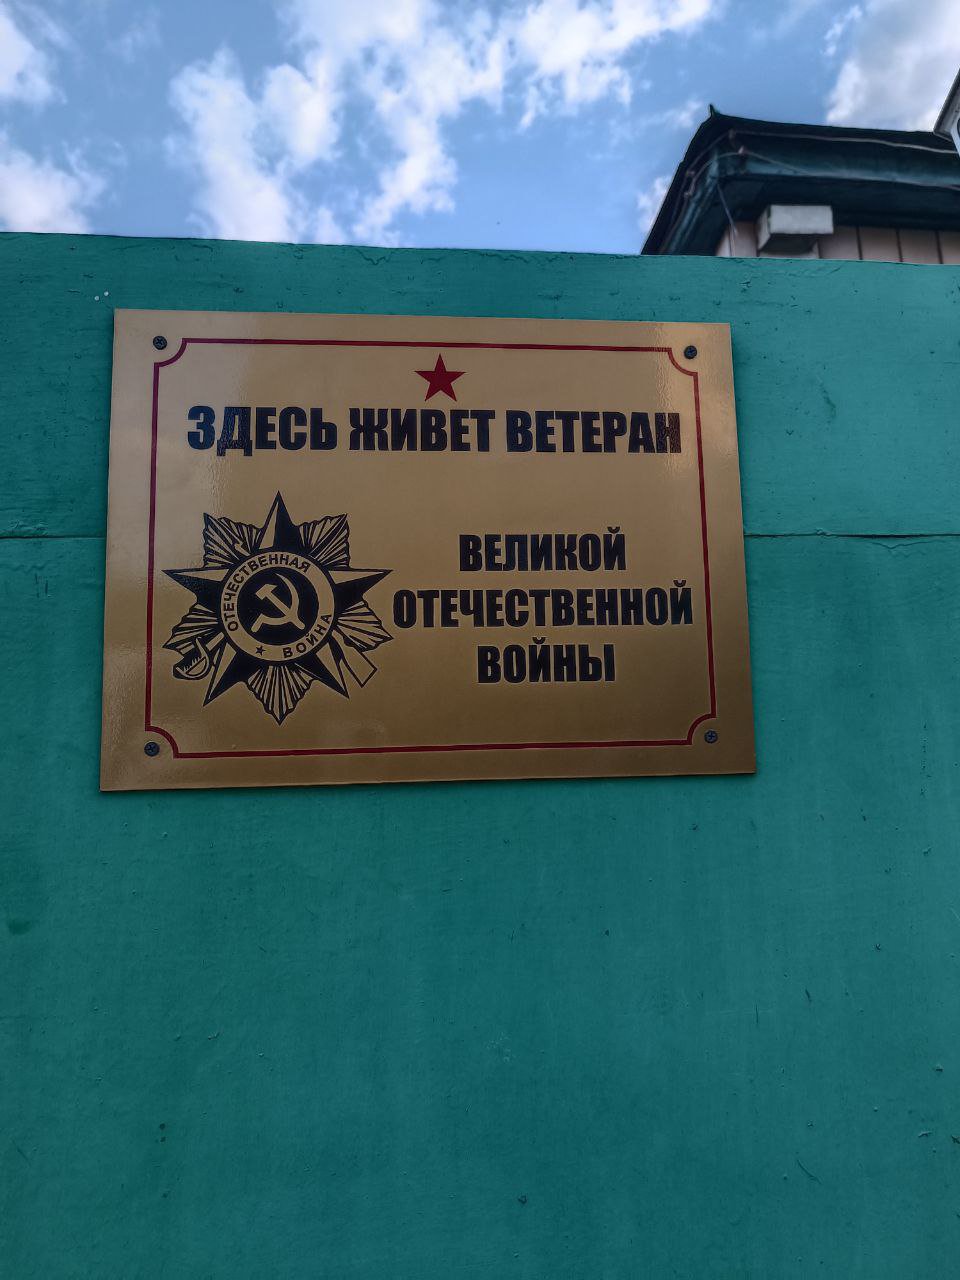 ЗДЕСЬ ЖИВЕТ ВЕТЕРАН
ОТЕЧЕСТВЕННАЯ
ВОЙНА
ВЕЛИКОЙ
ОТЕЧЕСТВЕННОЙ
ВОЙНЫ